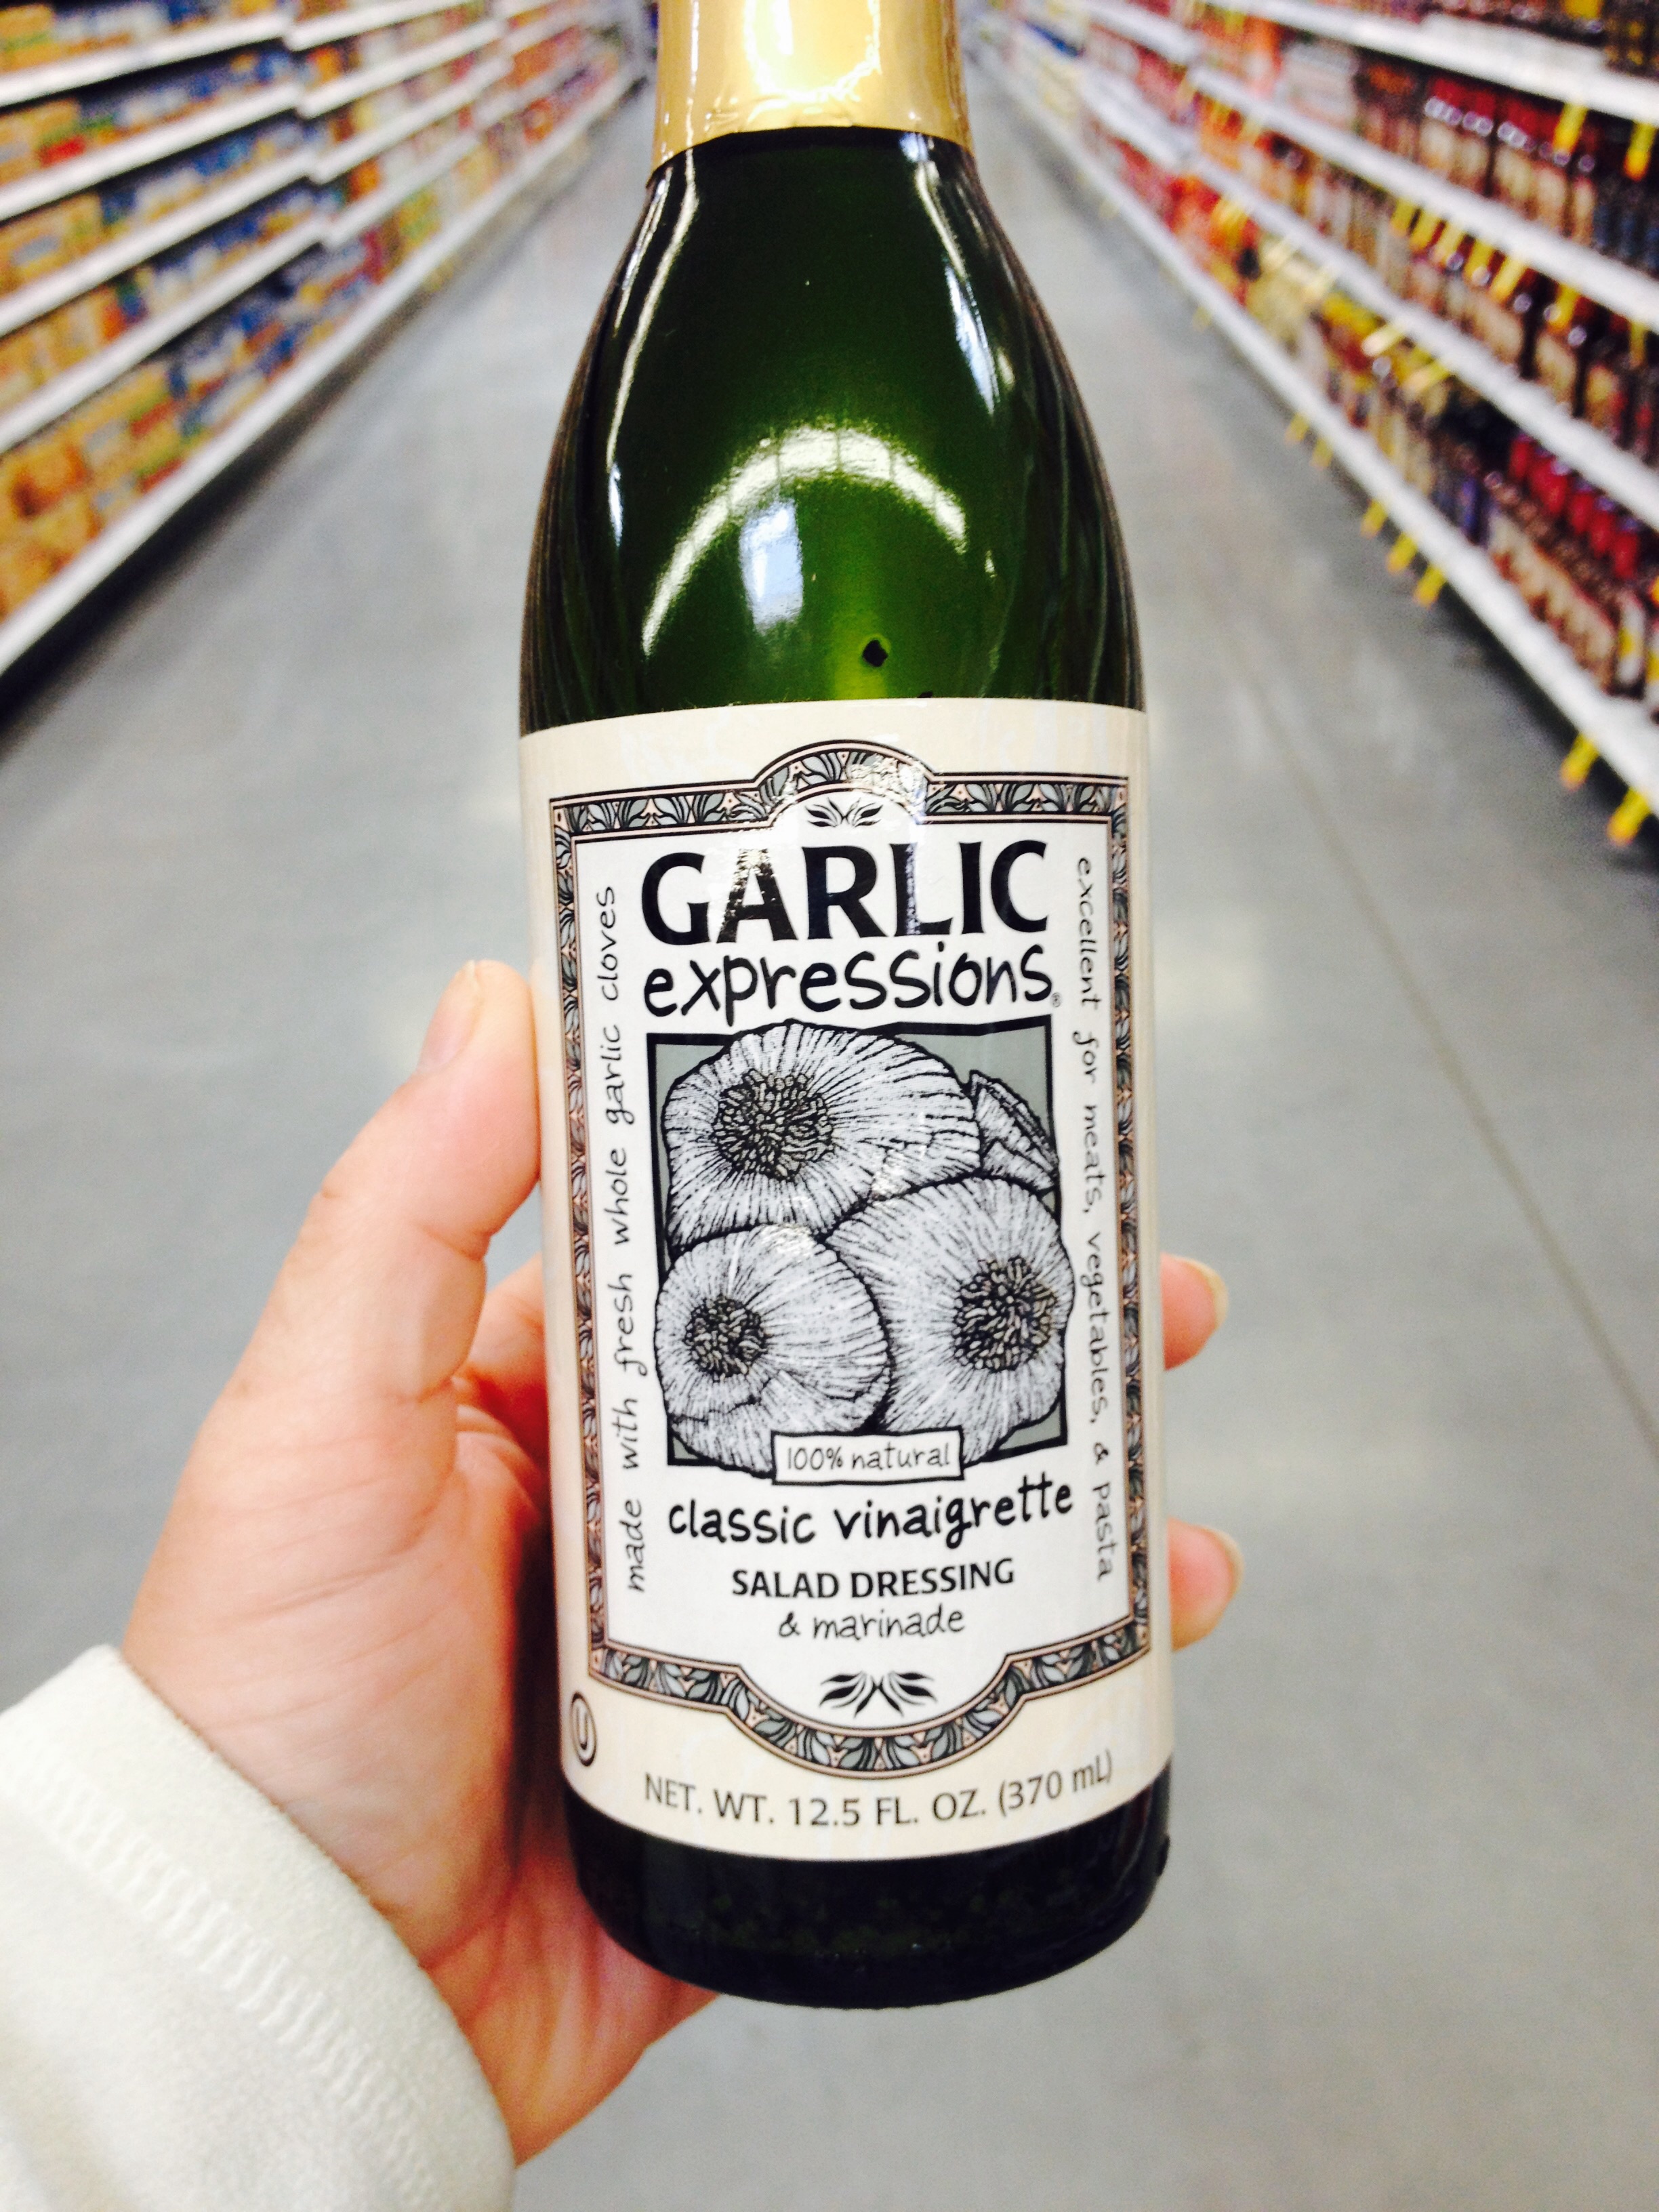 GARLIC
expressions®
made with fresh whole garlic cloves
excellent for meats, vegetables, & pasta
100% natural
classic vinaigrette
SALAD DRESSING
& marinade
U
NET. WT. 12.5 FL. OZ. (370 mL)